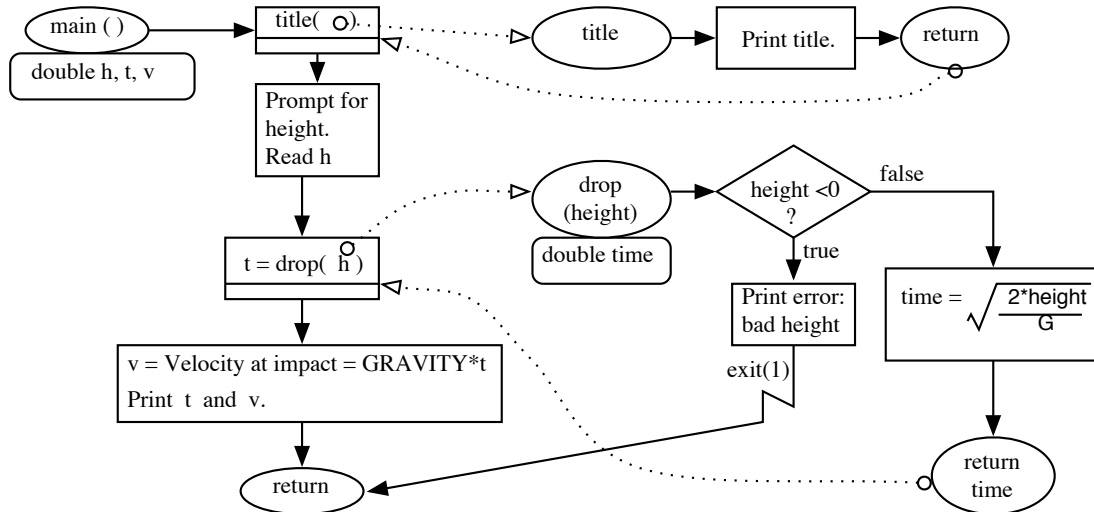 main ( )
double h, t, v
title( )
title
Print title.
return
Prompt for
height.
Read h
drop
(height)
double time
height <0
?
false
true
t = drop( h )
Print error:
bad height
time = √ 2*height
G
v = Velocity at impact = GRAVITY*t
Print t and v.
exit(1)
return
return
time